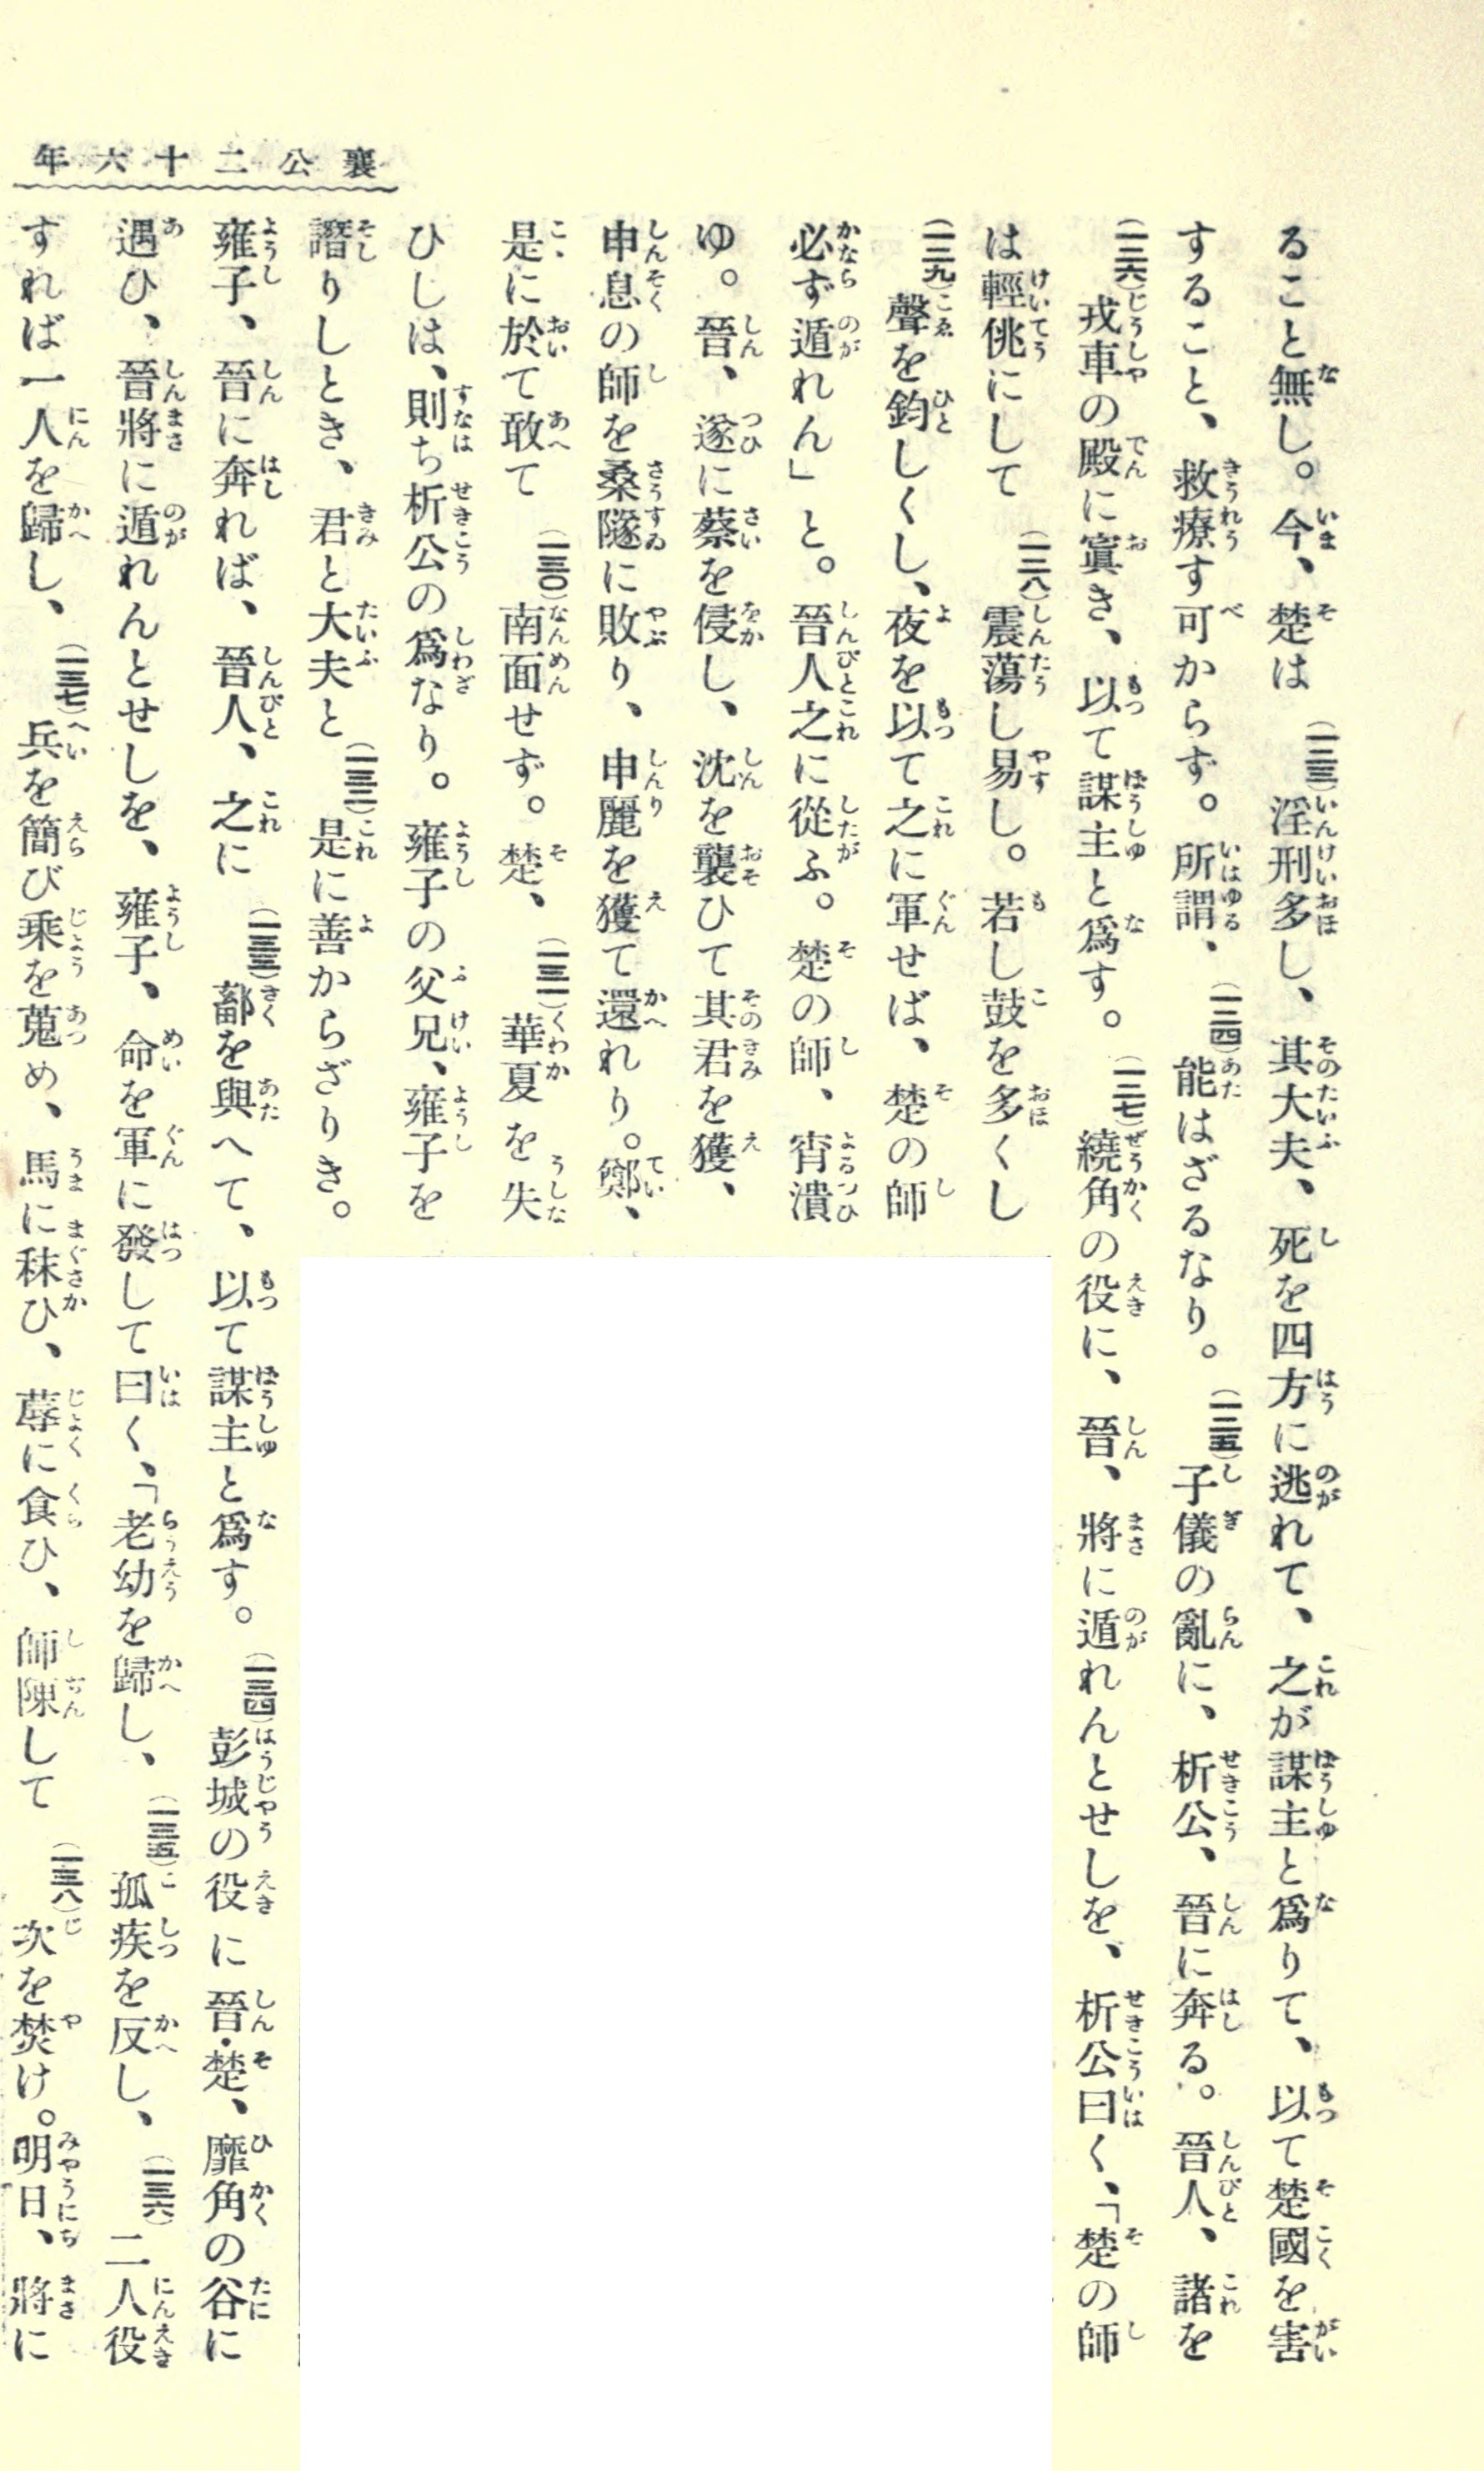 襄公二十六年
ること無し。今、楚は(一二三)淫刑多し、其大夫、死を四方に逃れて、之が謀主と爲りて、以て楚國を害
すること、救療す可からず。所謂、(一二四)能はざるなり。(一二五)子儀の亂に、析公、晉に奔る。晉人、諸を
(一二六)戎車の殿に寘き、以て謀主と爲す。(一二七)繞角の役に、晉、將に遁れんとせしを、析公曰く、「楚の師
は輕佻にして(一二八)震蕩し易し。若し鼓を多くし
(一二九)聲を鈞しくし、夜を以て之に軍せば、楚の師
必ず遁れん」と。晉人之に從ふ。楚の師、宵潰
ゆ。晉、遂に蔡を侵し、沈を襲ひて其君を獲、
申息の師を桑隧に敗り、申麗を獲て還れり。鄭、
是に於て敢て(一三〇)南面せず。楚、(一三一)華夏を失
ひしは、則ち析公の爲なり。雍子の父兄、雍子を
譖りしとき、君と大夫と(一三二)是に善からざりき。
雍子、晉に奔れば、晉人、之に(一三三)鄐を與へて、以て謀主と爲す。(一三四)彭城の役に晉・楚、靡角の谷に
遇ひ、晉將に遁れんとせしを、雍子、命を軍に發して曰く、「老幼を歸し、(一三五)孤疾を反し、(一三六)二人役
すれば一人を歸し、(一三七)兵を簡び乘を蒐め、馬に秣ひ、蓐に食ひ、師陳して(一三八)次を焚け。明日、將に